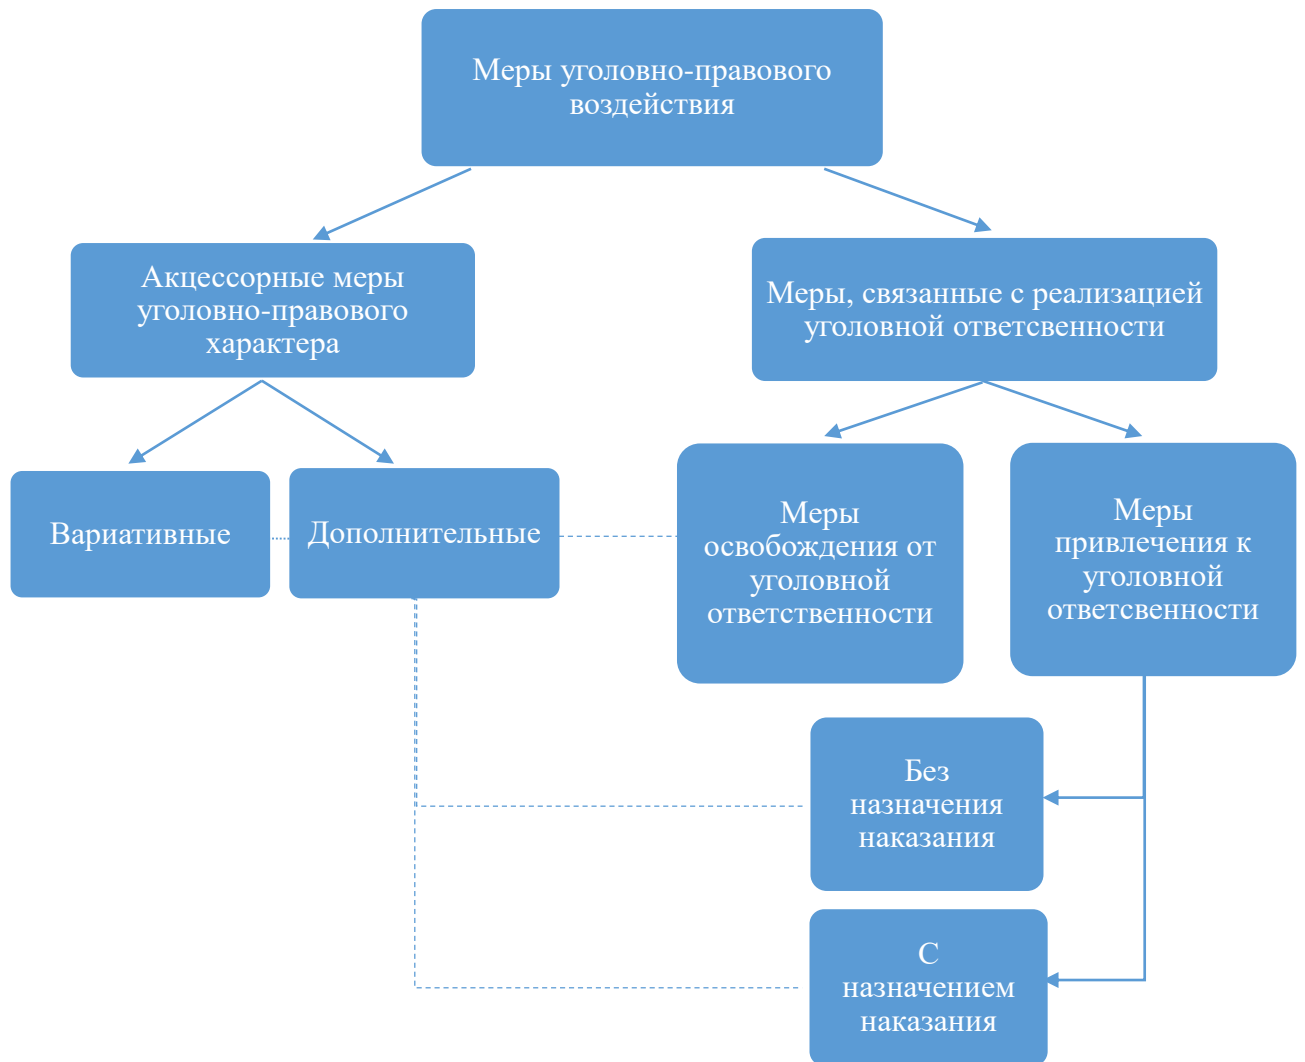 Меры уголовно-правового
воздействия
Акцессорные меры
уголовно-правового
характера
Меры, связанные с реализацией
уголовной ответсвенности
Вариативные
Дополнительные
Меры
освобождения от
уголовной
ответственности
Меры
привлечения к
уголовной
ответсвенности
Без
назначения
наказания
С
назначением
наказания